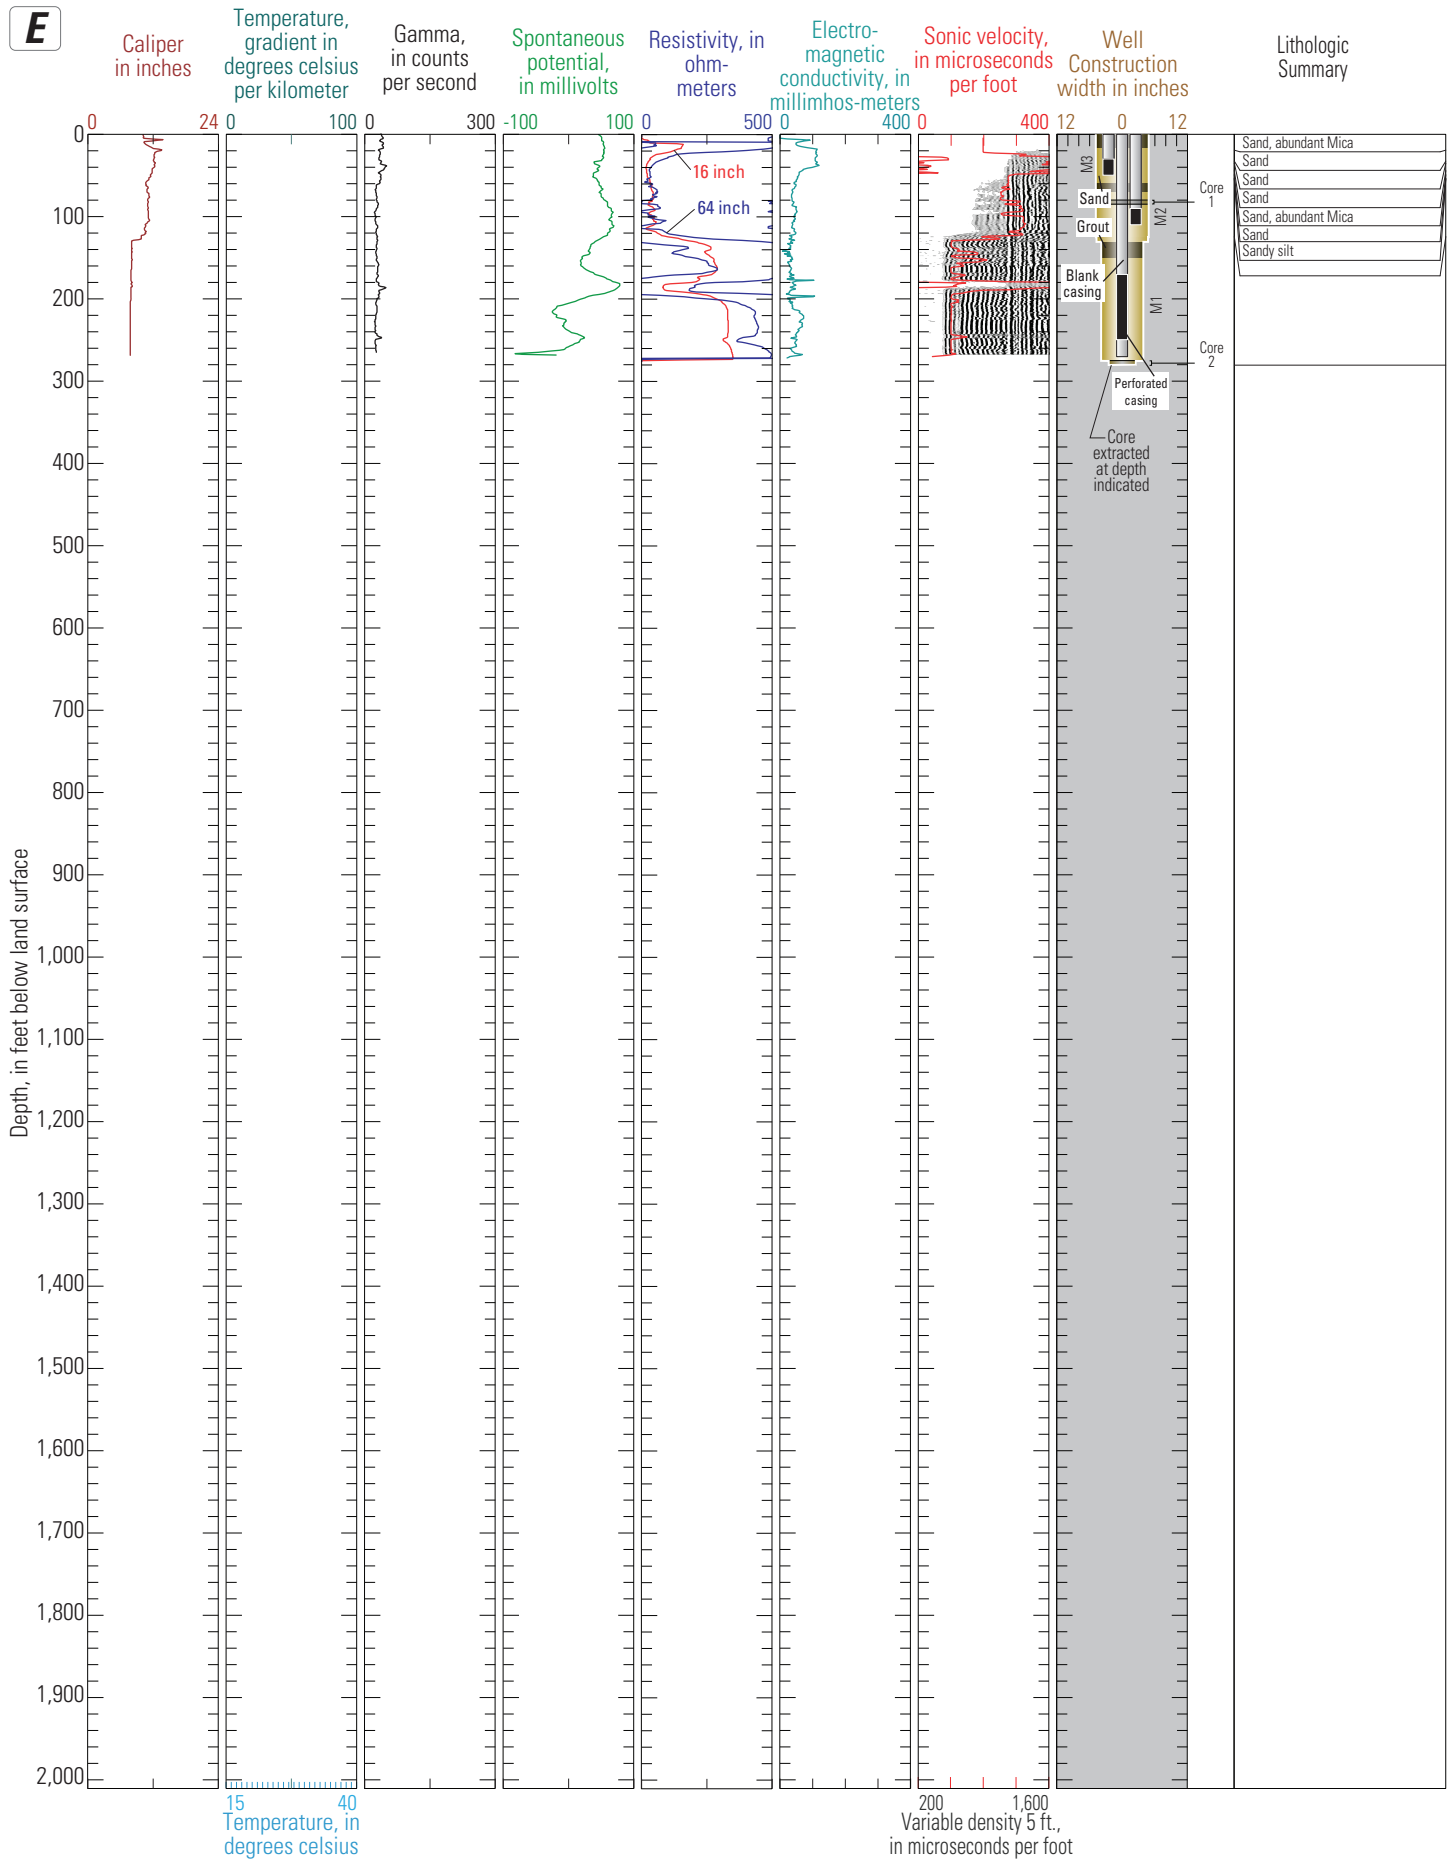 E
Caliper
in inches
Temperature,
gradient in
degrees celsius
per kilometer
Gamma,
in counts
per second
Spontaneous
potential,
in millivolts
Resistivity, in
ohm-
meters
Electro-
magnetic
conductivity, in
millimhos-meters
Sonic velocity,
in microseconds
per foot
Well
Construction
width in inches
Lithologic
Summary
0 24
0 100
0 300
-100 100
0 500
0 400
0 400
12 0 12
0
100
200
300
400
500
600
700
800
900
1,000
1,100
1,200
1,300
1,400
1,500
1,600
1,700
1,800
1,900
2,000
Depth, in feet below land surface
16 inch
64 inch
M3
M2
M1
Sand
Grout
Blank
casing
Perforated
casing
Core
extracted
at depth
indicated
Core
1
Core
2
Sand, abundant Mica
Sand
Sand
Sand
Sand, abundant Mica
Sand
Sandy silt
15 40
Temperature, in
degrees celsius
200 1,600
Variable density 5 ft.,
in microseconds per foot